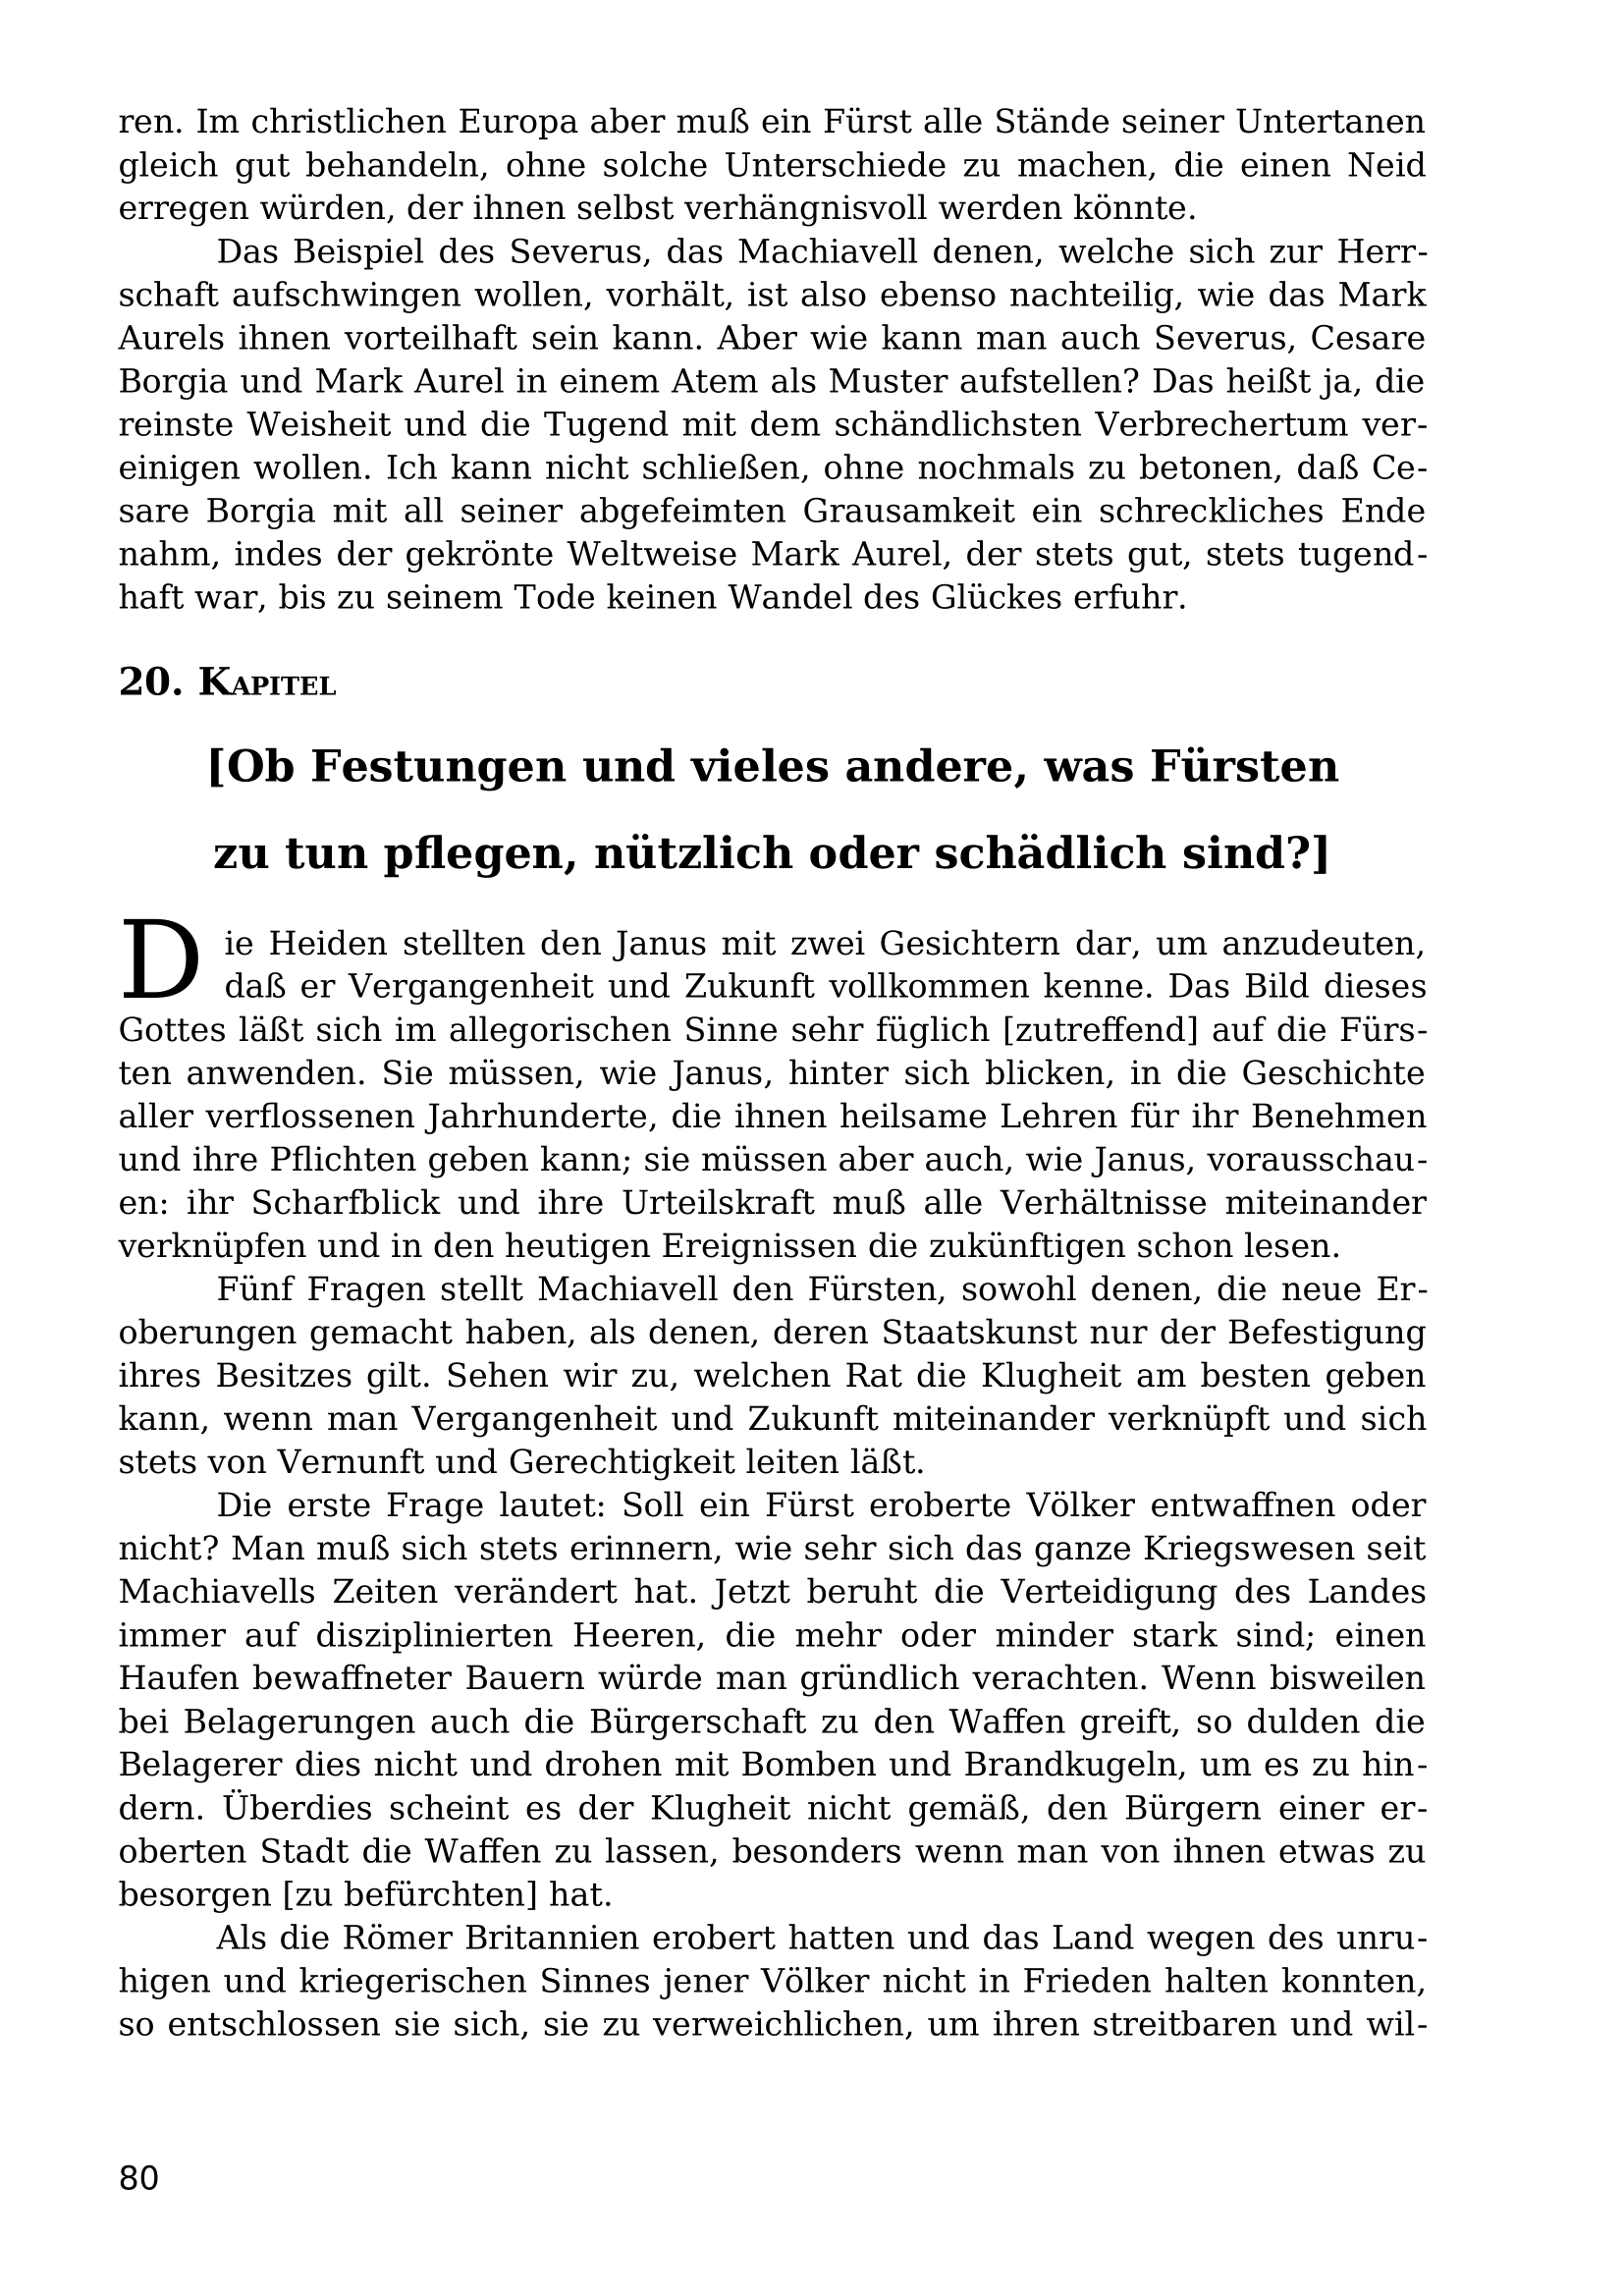 ren. Im christlichen Europa aber muß ein Fürst alle Stände seiner Untertanen
gleich gut behandeln, ohne solche Unterschiede zu machen, die einen Neid
erregen würden, der ihnen selbst verhängnisvoll werden könnte.
Das Beispiel des Severus, das Machiavell denen, welche sich zur Herr-
schaft aufschwingen wollen, vorhält, ist also ebenso nachteilig, wie das Mark
Aurels ihnen vorteilhaft sein kann. Aber wie kann man auch Severus, Cesare
Borgia und Mark Aurel in einem Atem als Muster aufstellen? Das heißt ja, die
reinste Weisheit und die Tugend mit dem schändlichsten Verbrechertum ver-
einigen wollen. Ich kann nicht schließen, ohne nochmals zu betonen, daß Ce-
sare Borgia mit all seiner abgefeimten Grausamkeit ein schreckliches Ende
nahm, indes der gekrönte Weltweise Mark Aurel, der stets gut, stets tugend-
haft war, bis zu seinem Tode keinen Wandel des Glückes erfuhr.
20. Kapitel
[Ob Festungen und vieles andere, was Fürsten
zu tun pflegen, nützlich oder schädlich sind?]
Die Heiden stellten den Janus mit zwei Gesichtern dar, um anzudeuten,
daß er Vergangenheit und Zukunft vollkommen kenne. Das Bild dieses
Gottes läßt sich im allegorischen Sinne sehr füglich [zutreffend] auf die Fürs-
ten anwenden. Sie müssen, wie Janus, hinter sich blicken, in die Geschichte
aller verflossenen Jahrhunderte, die ihnen heilsame Lehren für ihr Benehmen
und ihre Pflichten geben kann; sie müssen aber auch, wie Janus, vorausschau-
en: ihr Scharfblick und ihre Urteilskraft muß alle Verhältnisse miteinander
verknüpfen und in den heutigen Ereignissen die zukünftigen schon lesen.
Fünf Fragen stellt Machiavell den Fürsten, sowohl denen, die neue Er-
oberungen gemacht haben, als denen, deren Staatskunst nur der Befestigung
ihres Besitzes gilt. Sehen wir zu, welchen Rat die Klugheit am besten geben
kann, wenn man Vergangenheit und Zukunft miteinander verknüpft und sich
stets von Vernunft und Gerechtigkeit leiten läßt.
Die erste Frage lautet: Soll ein Fürst eroberte Völker entwaffnen oder
nicht? Man muß sich stets erinnern, wie sehr sich das ganze Kriegswesen seit
Machiavells Zeiten verändert hat. Jetzt beruht die Verteidigung des Landes
immer auf disziplinierten Heeren, die mehr oder minder stark sind; einen
Haufen bewaffneter Bauern würde man gründlich verachten. Wenn bisweilen
bei Belagerungen auch die Bürgerschaft zu den Waffen greift, so dulden die
Belagerer dies nicht und drohen mit Bomben und Brandkugeln, um es zu hin-
dern. Überdies scheint es der Klugheit nicht gemäß, den Bürgern einer er-
oberten Stadt die Waffen zu lassen, besonders wenn man von ihnen etwas zu
besorgen [zu befürchten] hat.
Als die Römer Britannien erobert hatten und das Land wegen des unru-
higen und kriegerischen Sinnes jener Völker nicht in Frieden halten konnten,
so entschlossen sie sich, sie zu verweichlichen, um ihren streitbaren und wil-
80